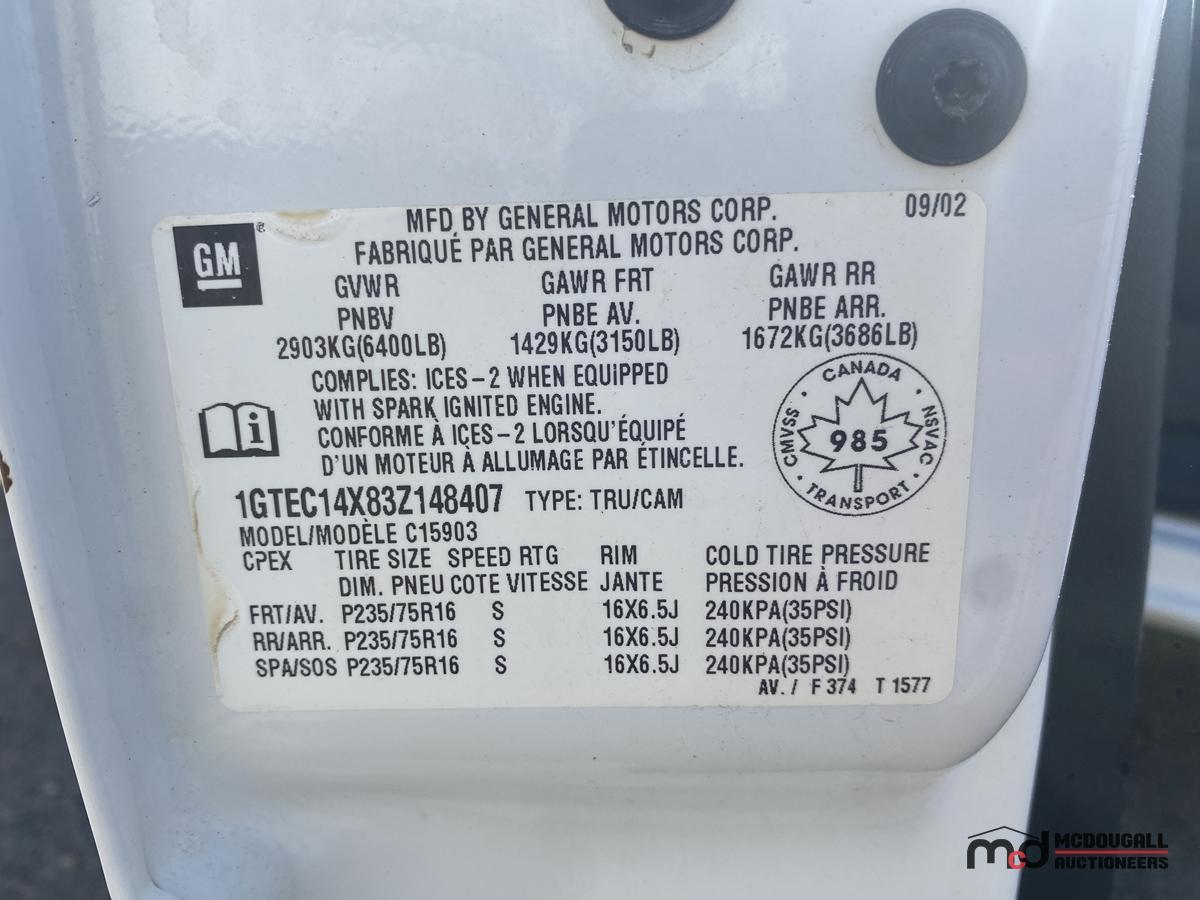 MFD BY GENERAL MOTORS CORP. 09/02
FABRIQUÉ PAR GENERAL MOTORS CORP.
GM ®
GVWR GAWR FRT GAWR RR
PNBV PNBE AV. PNBE ARR.
2903KG(6400LB) 1429KG(3150LB) 1672KG(3686LB)
COMPLIES: ICES-2 WHEN EQUIPPED
WITH SPARK IGNITED ENGINE.
CONFORME À ICES-2 LORSQU'ÉQUIPÉ
D'UN MOTEUR À ALLUMAGE PAR ÉTINCELLE.
CANADA
CMVSS 985 NSVAC
TRANSPORT
1GTEC14X83Z148407 TYPE: TRU/CAM
MODEL/MODÈLE C15903
CPEX TIRE SIZE SPEED RTG RIM COLD TIRE PRESSURE
DIM. PNEU COTE VITESSE JANTE PRESSION À FROID
FRT/AV. P235/75R16 S 16X6.5J 240KPA(35PSI)
RR/ARR. P235/75R16 S 16X6.5J 240KPA(35PSI)
SPA/SOS P235/75R16 S 16X6.5J 240KPA(35PSI)
AV. / F 374 T 1577
mcd MCDOUGALL
AUCTIONEERS